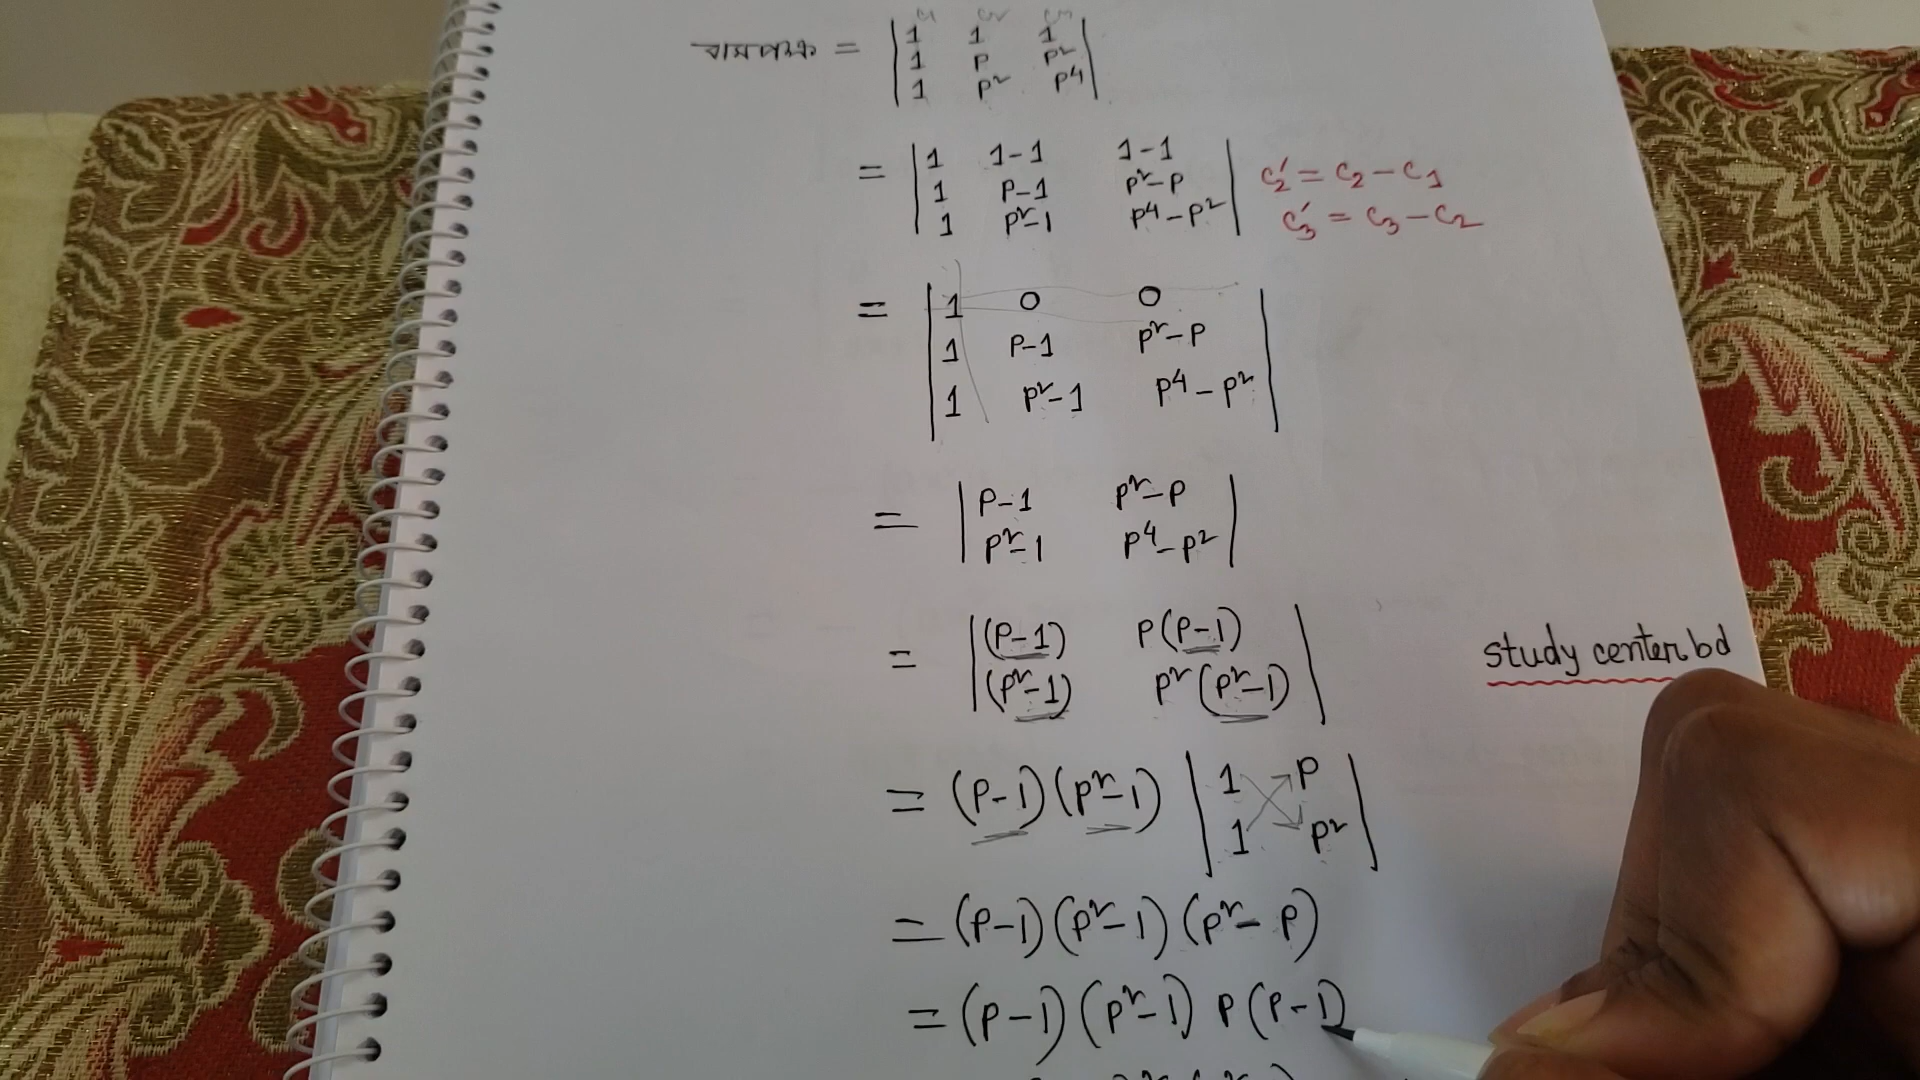 c1 c2 c3
বামপক্ষ = | 1 1 1 |
| 1 P P² |
| 1 P² P⁴ |
= | 1 1-1 1-1 |
| 1 P-1 P²-P | c₂' = c₂ - c₁
| 1 P²-1 P⁴-P² | c₃' = c₃ - c₂
= | 1 0 0 |
| 1 P-1 P²-P |
| 1 P²-1 P⁴-P² |
= | P-1 P²-P |
| P²-1 P⁴-P² |
= | (P-1) P(P-1) |
| (P²-1) P²(P²-1) |
study center bd
= (P-1)(P²-1) | 1 P |
| 1 P² |
= (P-1)(P²-1)(P²-P)
= (P-1)(P²-1) P(P-1)